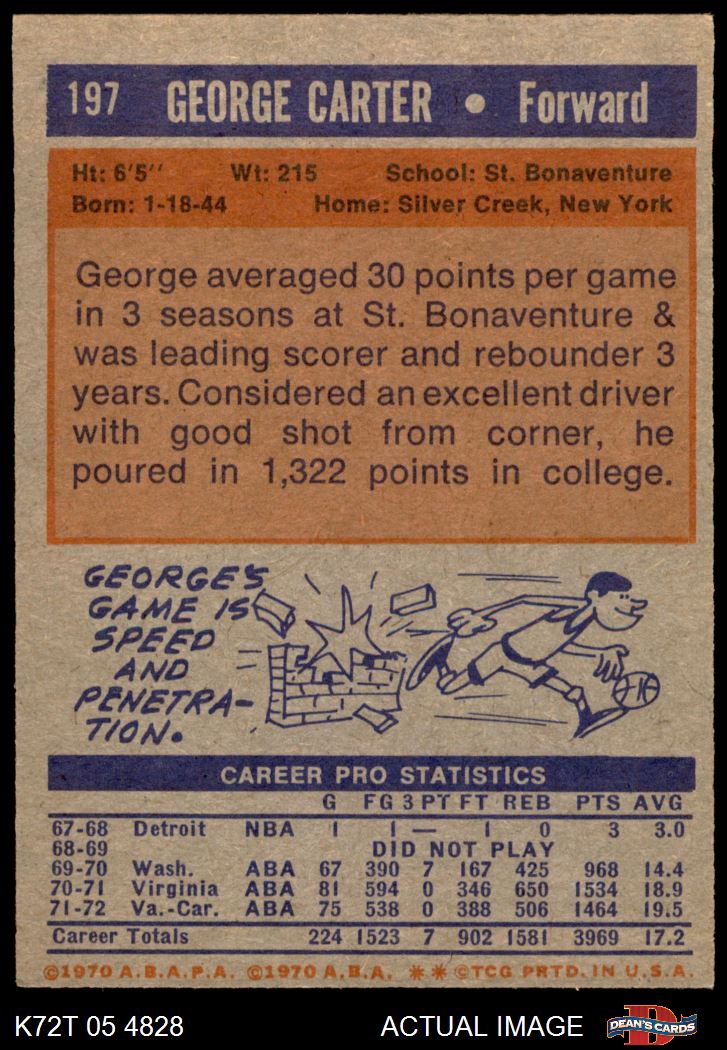 197 GEORGE CARTER • Forward
Ht: 6'5'' Wt: 215 School: St. Bonaventure
Born: 1-18-44 Home: Silver Creek, New York
George averaged 30 points per game
in 3 seasons at St. Bonaventure &
was leading scorer and rebounder 3
years. Considered an excellent driver
with good shot from corner, he
poured in 1,322 points in college.
GEORGE'S
GAME IS
SPEED
AND
PENETRA-
TION.
CAREER PRO STATISTICS
G FG 3 PT FT REB PTS AVG
67-68 Detroit NBA 1 1 — 1 0 3 3.0
68-69 DID NOT PLAY
69-70 Wash. ABA 67 390 7 167 425 968 14.4
70-71 Virginia ABA 81 594 0 346 650 1534 18.9
71-72 Va.-Car. ABA 75 538 0 388 506 1464 19.5
Career Totals 224 1523 7 902 1581 3969 17.2
©1970 A.B.A.P.A. ©1970 A.B.A. ** ©TCG PRTD. IN U.S.A.
K72T 05 4828 ACTUAL IMAGE D DEAN'S CARDS